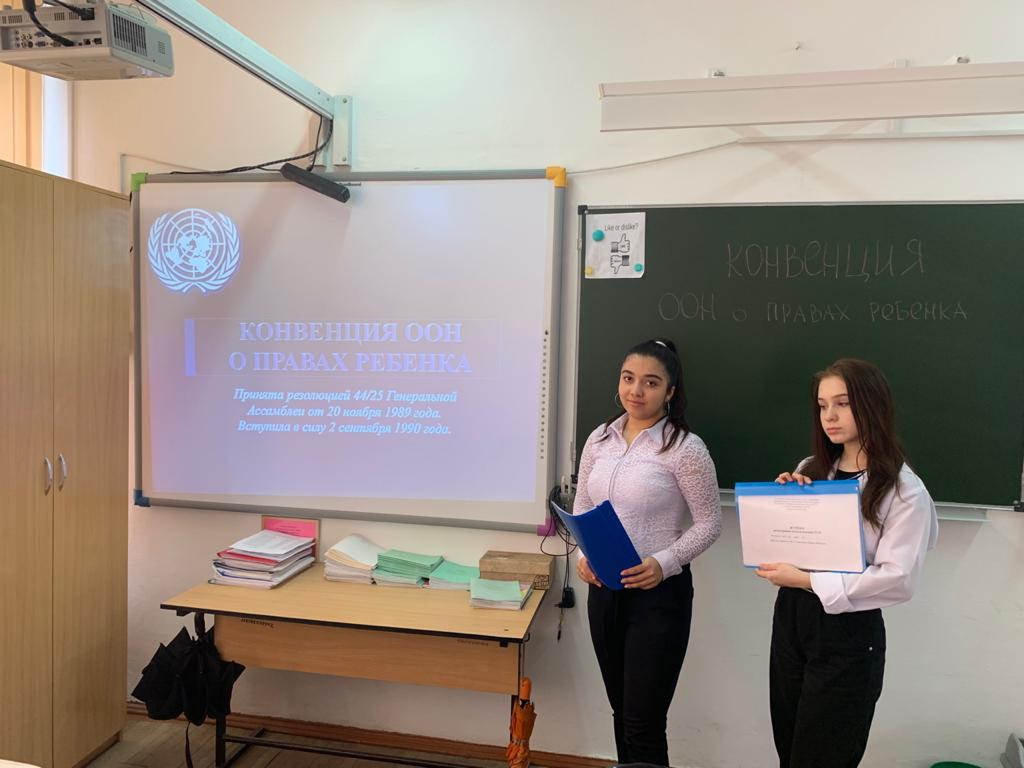 КОНВЕНЦИЯ ООН
О ПРАВАХ РЕБЕНКА
Принята резолюцией 44/25 Генеральной
Ассамблеи от 20 ноября 1989 года.
Вступила в силу 2 сентября 1990 года.
Like or dislike?
КОНВЕНЦИЯ
ООН о ПРАВАХ РЕБЕНКА